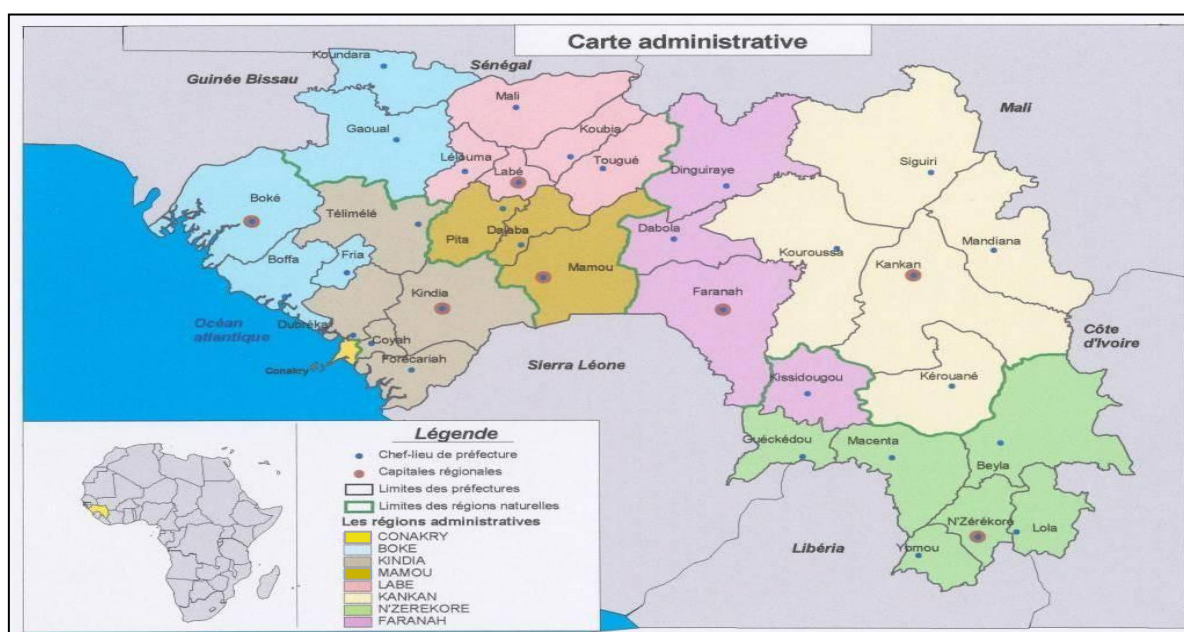 Carte administrative
Koundara
Guinée Bissau
Sénégal
Mali
Mali
Gaoual
Koubia
Lélouma
Labé
Tougué
Dinguiraye
Siguiri
Boké
Télimélé
Pita
Dalaba
Dabola
Kouroussa
Mandiana
Boffa
Fria
Mamou
Kankan
Kindia
Faranah
Océan
atlantique
Dubréka
Coyah
Conakry
Forécariah
Sierra Léone
Côte
d'Ivoire
Kissidougou
Kérouané
Guéckédou
Macenta
Beyla
N'Zérékoré
Lola
Yomou
Libéria
Légende
Chef-lieu de préfecture
Capitales régionales
Limites des préfectures
Limites des régions naturelles
Les régions administratives
CONAKRY
BOKE
KINDIA
MAMOU
LABE
KANKAN
N'ZEREKORE
FARANAH